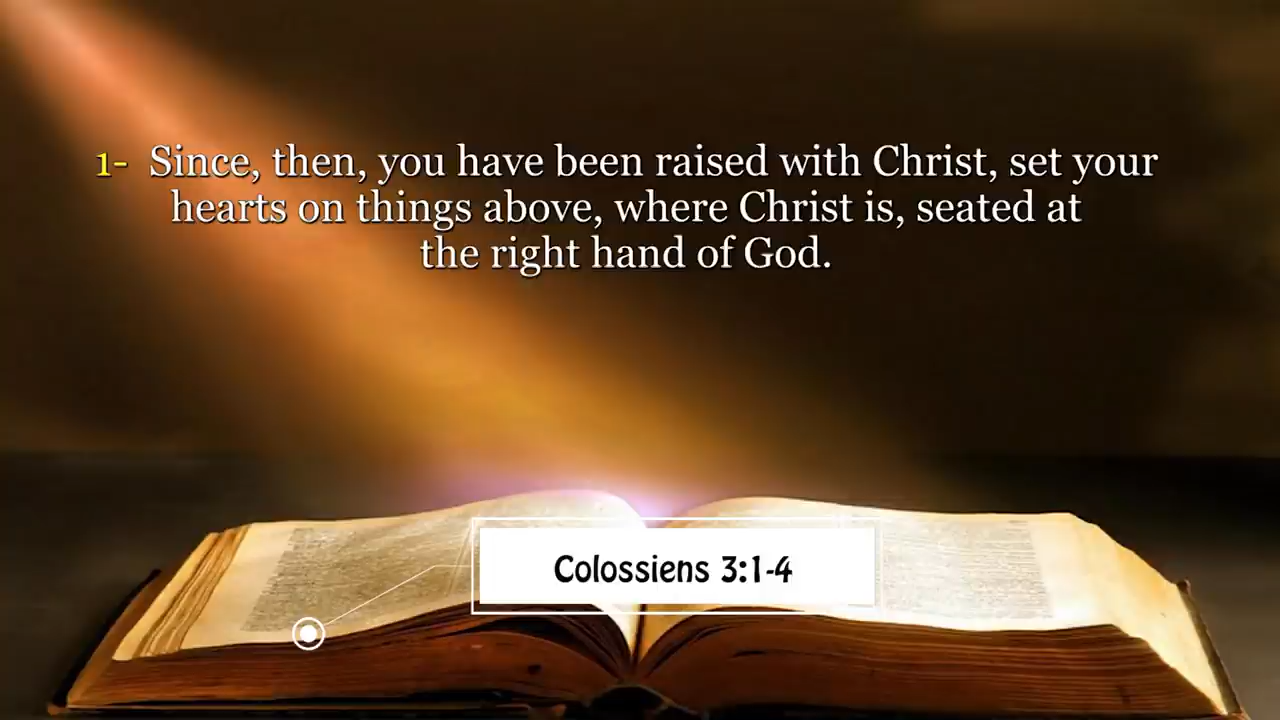 1- Since, then, you have been raised with Christ, set your
hearts on things above, where Christ is, seated at
the right hand of God.
Colossiens 3:1-4